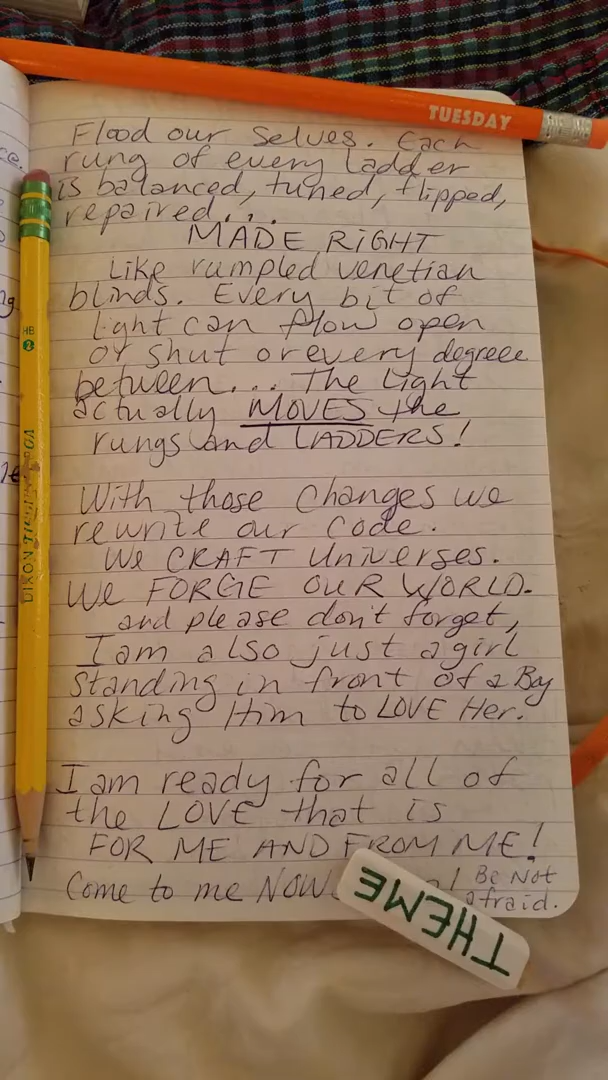 TUESDAY
Flood our selves. Each
rung of every ladder
is balanced, tuned, flipped,
repaired...
MADE RIGHT
Like rumpled venetian
blinds. Every bit of
light can flow open
or shut or every degreee
between... The Light
actually MOVES the
rungs and LADDERS!
With those changes we
rewrite our code.
We CRAFT Universes.
We FORGE OUR WORLD.
and please don't forget,
I am also just a girl
standing in front of a Boy
asking Him to LOVE Her.
I am ready for all of
the LOVE that is
FOR ME AND FROM ME!
Come to me NOW
Be Not
afraid.
THEME
HB
2
DIXON